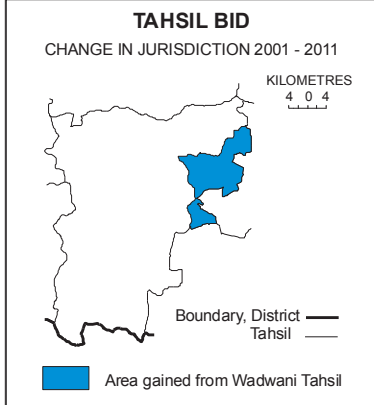 TAHSIL BID
CHANGE IN JURISDICTION 2001 - 2011
KILOMETRES
4 0 4
Boundary, District
Tahsil
Area gained from Wadwani Tahsil